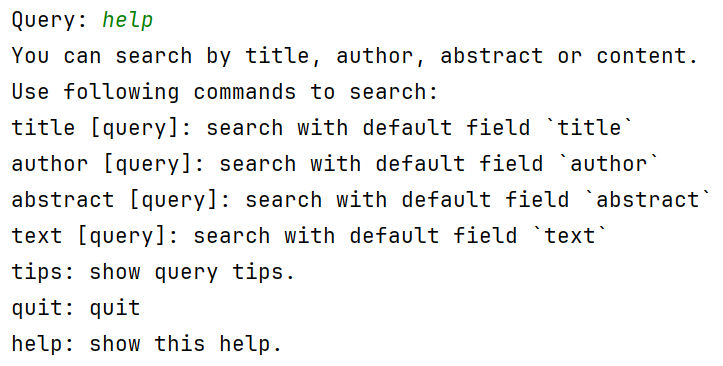 Query: help
You can search by title, author, abstract or content.
Use following commands to search:
title [query]: search with default field `title`
author [query]: search with default field `author`
abstract [query]: search with default field `abstract`
text [query]: search with default field `text`
tips: show query tips.
quit: quit
help: show this help.